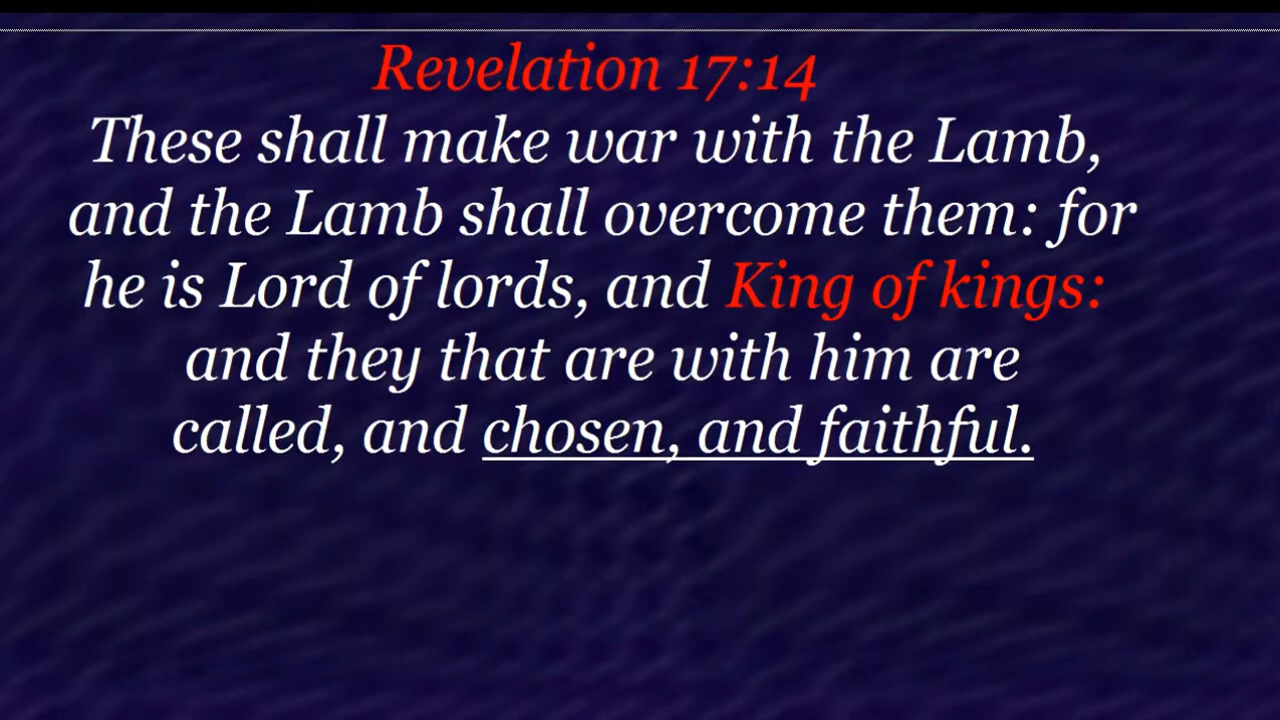 Revelation 17:14
These shall make war with the Lamb,
and the Lamb shall overcome them: for
he is Lord of lords, and King of kings:
and they that are with him are
called, and chosen, and faithful.